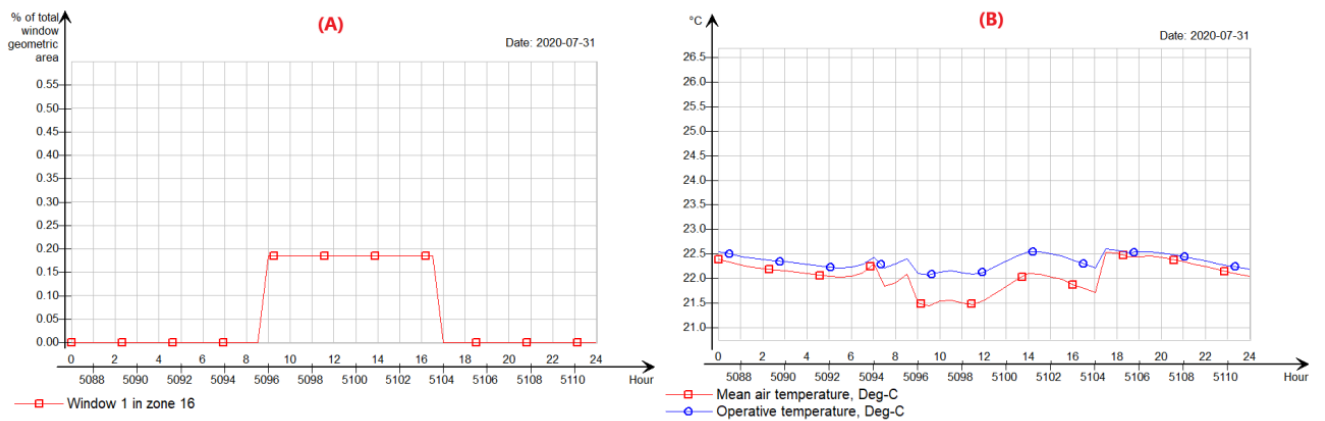 % of total
window
geometric
area
(A)
Date: 2020-07-31
0.55
0.50
0.45
0.40
0.35
0.30
0.25
0.20
0.15
0.10
0.05
0.00
0 2 4 6 8 10 12 14 16 18 20 22 24
5088 5090 5092 5094 5096 5098 5100 5102 5104 5106 5108 5110 Hour
Window 1 in zone 16
°C
(B)
Date: 2020-07-31
26.5
26.0
25.5
25.0
24.5
24.0
23.5
23.0
22.5
22.0
21.5
21.0
0 2 4 6 8 10 12 14 16 18 20 22 24
5088 5090 5092 5094 5096 5098 5100 5102 5104 5106 5108 5110 Hour
Mean air temperature, Deg-C
Operative temperature, Deg-C